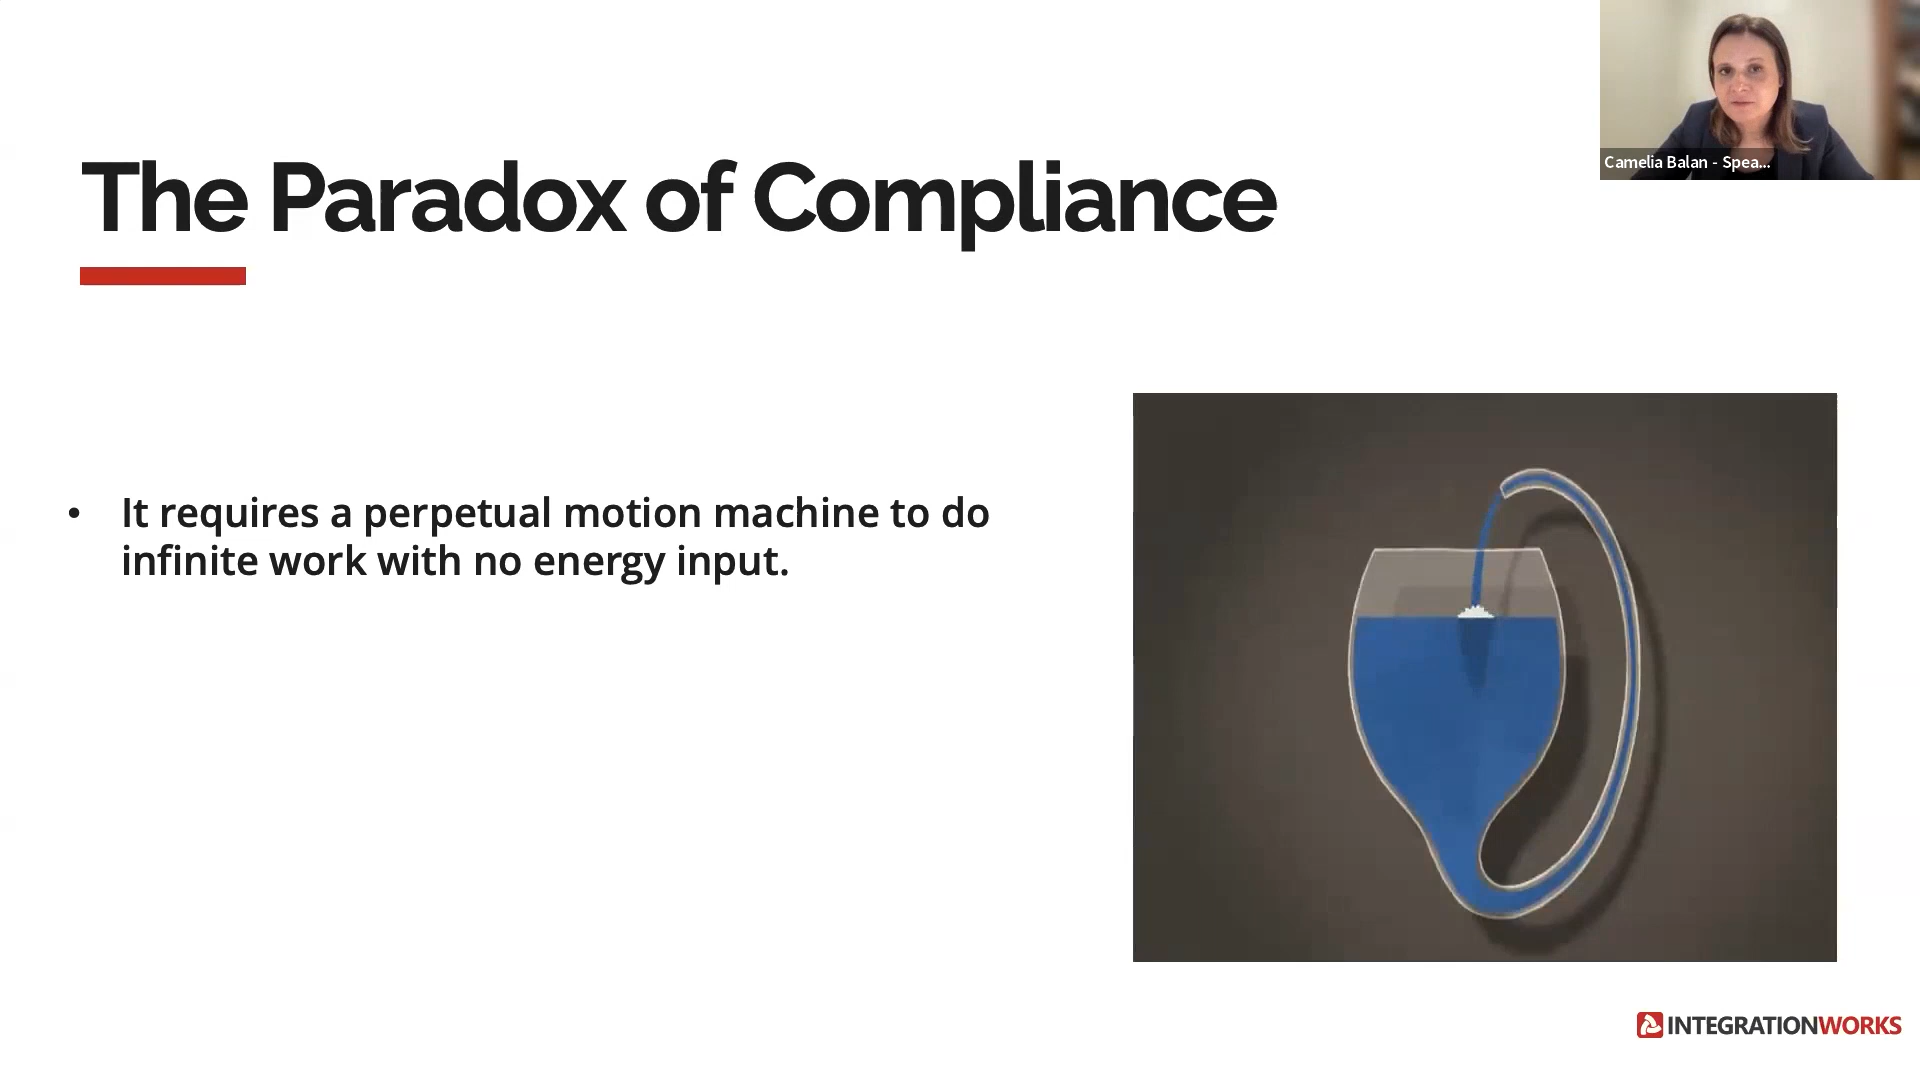 Camelia Balan - Spea...
The Paradox of Compliance
• It requires a perpetual motion machine to do
infinite work with no energy input.
INTEGRATIONWORKS